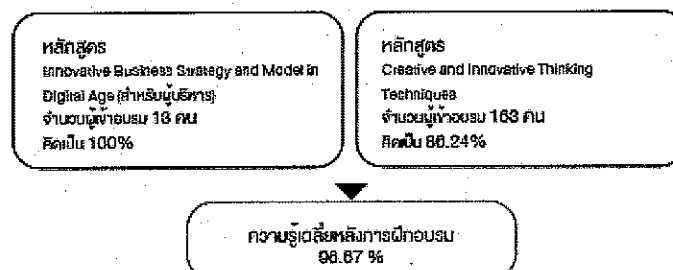 หลักสูตร
Innovative Business Strategy and Model in
Digital Age (สำหรับผู้บริหาร)
จำนวนผู้เข้าอบรม 13 คน
คิดเป็น 100%
หลักสูตร
Creative and Innovative Thinking
Techniques
จำนวนผู้เข้าอบรม 163 คน
คิดเป็น 86.24%
ความรู้เฉลี่ยหลังการฝึกอบรม
96.67 %